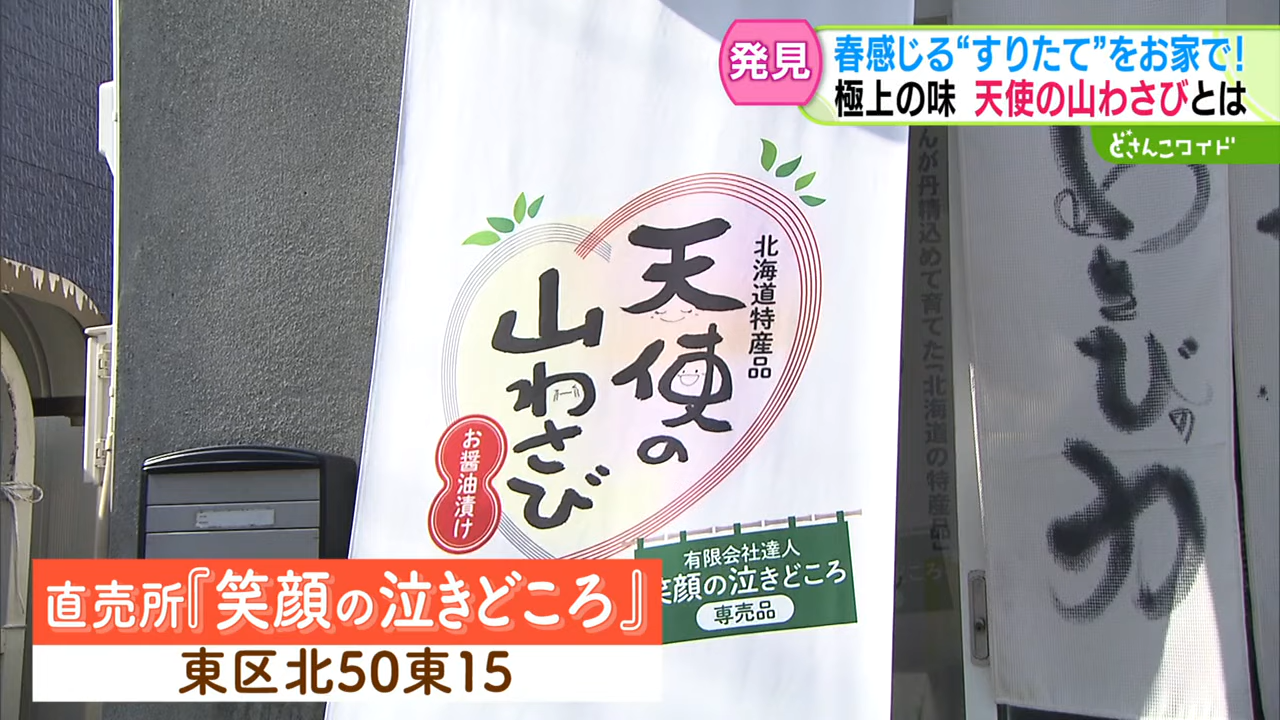 発見
春感じる“すりたて”をお家で!
極上の味 天使の山わさびとは
どさんこワイド
北海道特産品
天使の
山わさび
お醤油漬け
有限会社達人
笑顔の泣きどころ
専売品
んが丹精込めて育てた「北海道の特産品」
わさび
直売所『笑顔の泣きどころ』
東区北50東15